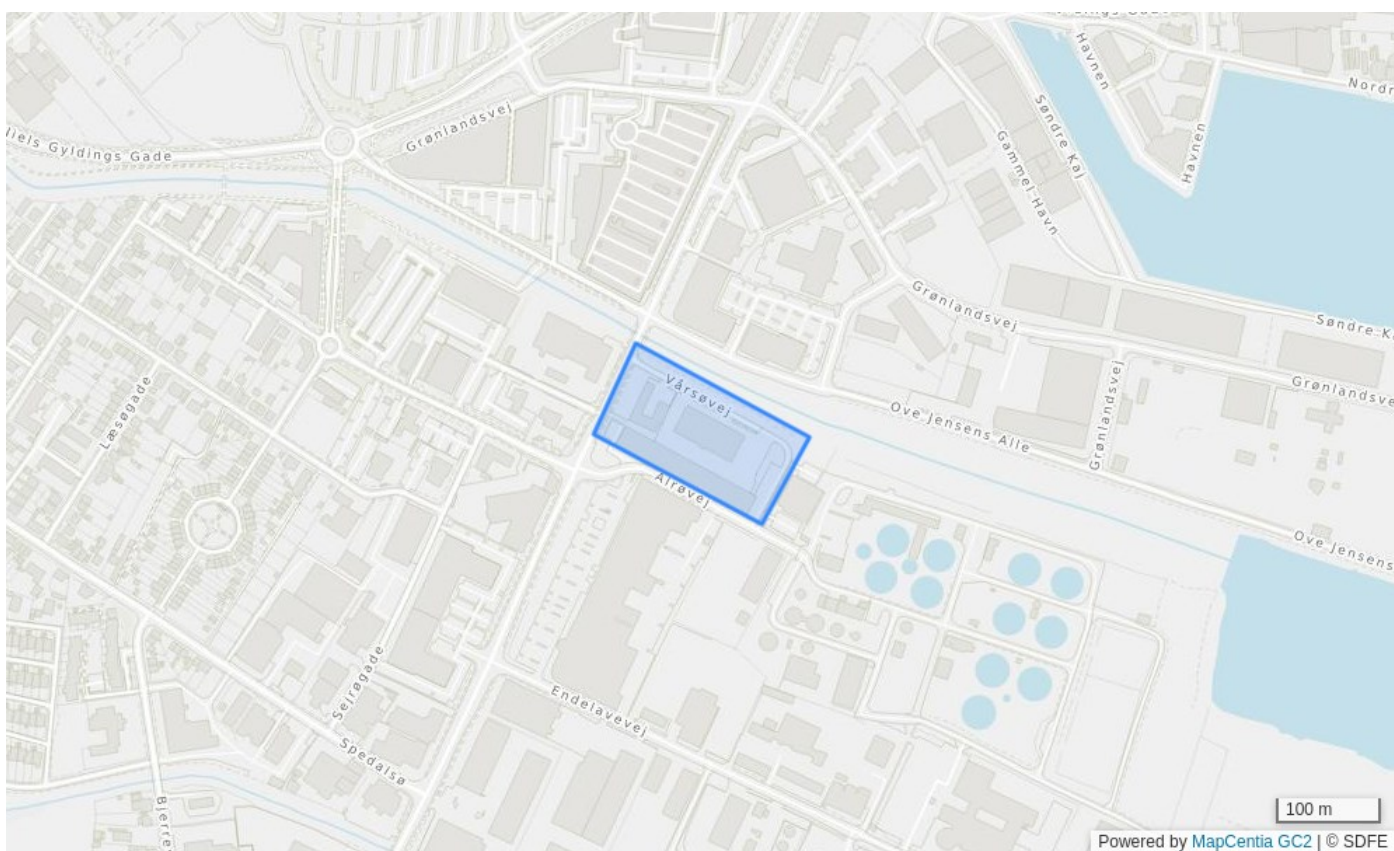 Havnen
Nordr
Søndre Kaj
Grønlandsvej
Niels Gyldings Gade
Gammel Havn
Havnen
Grønlandsvej
Søndre K
Vårsøvej
Læsøgade
Grønlandsve
Ove Jensens Alle
Grønlandsvej
Alrøvej
Ove Jensens
Sejrøgade
Endelavevej
Spedalsø
Bjerre
100 m
Powered by MapCentia GC2 | © SDFE